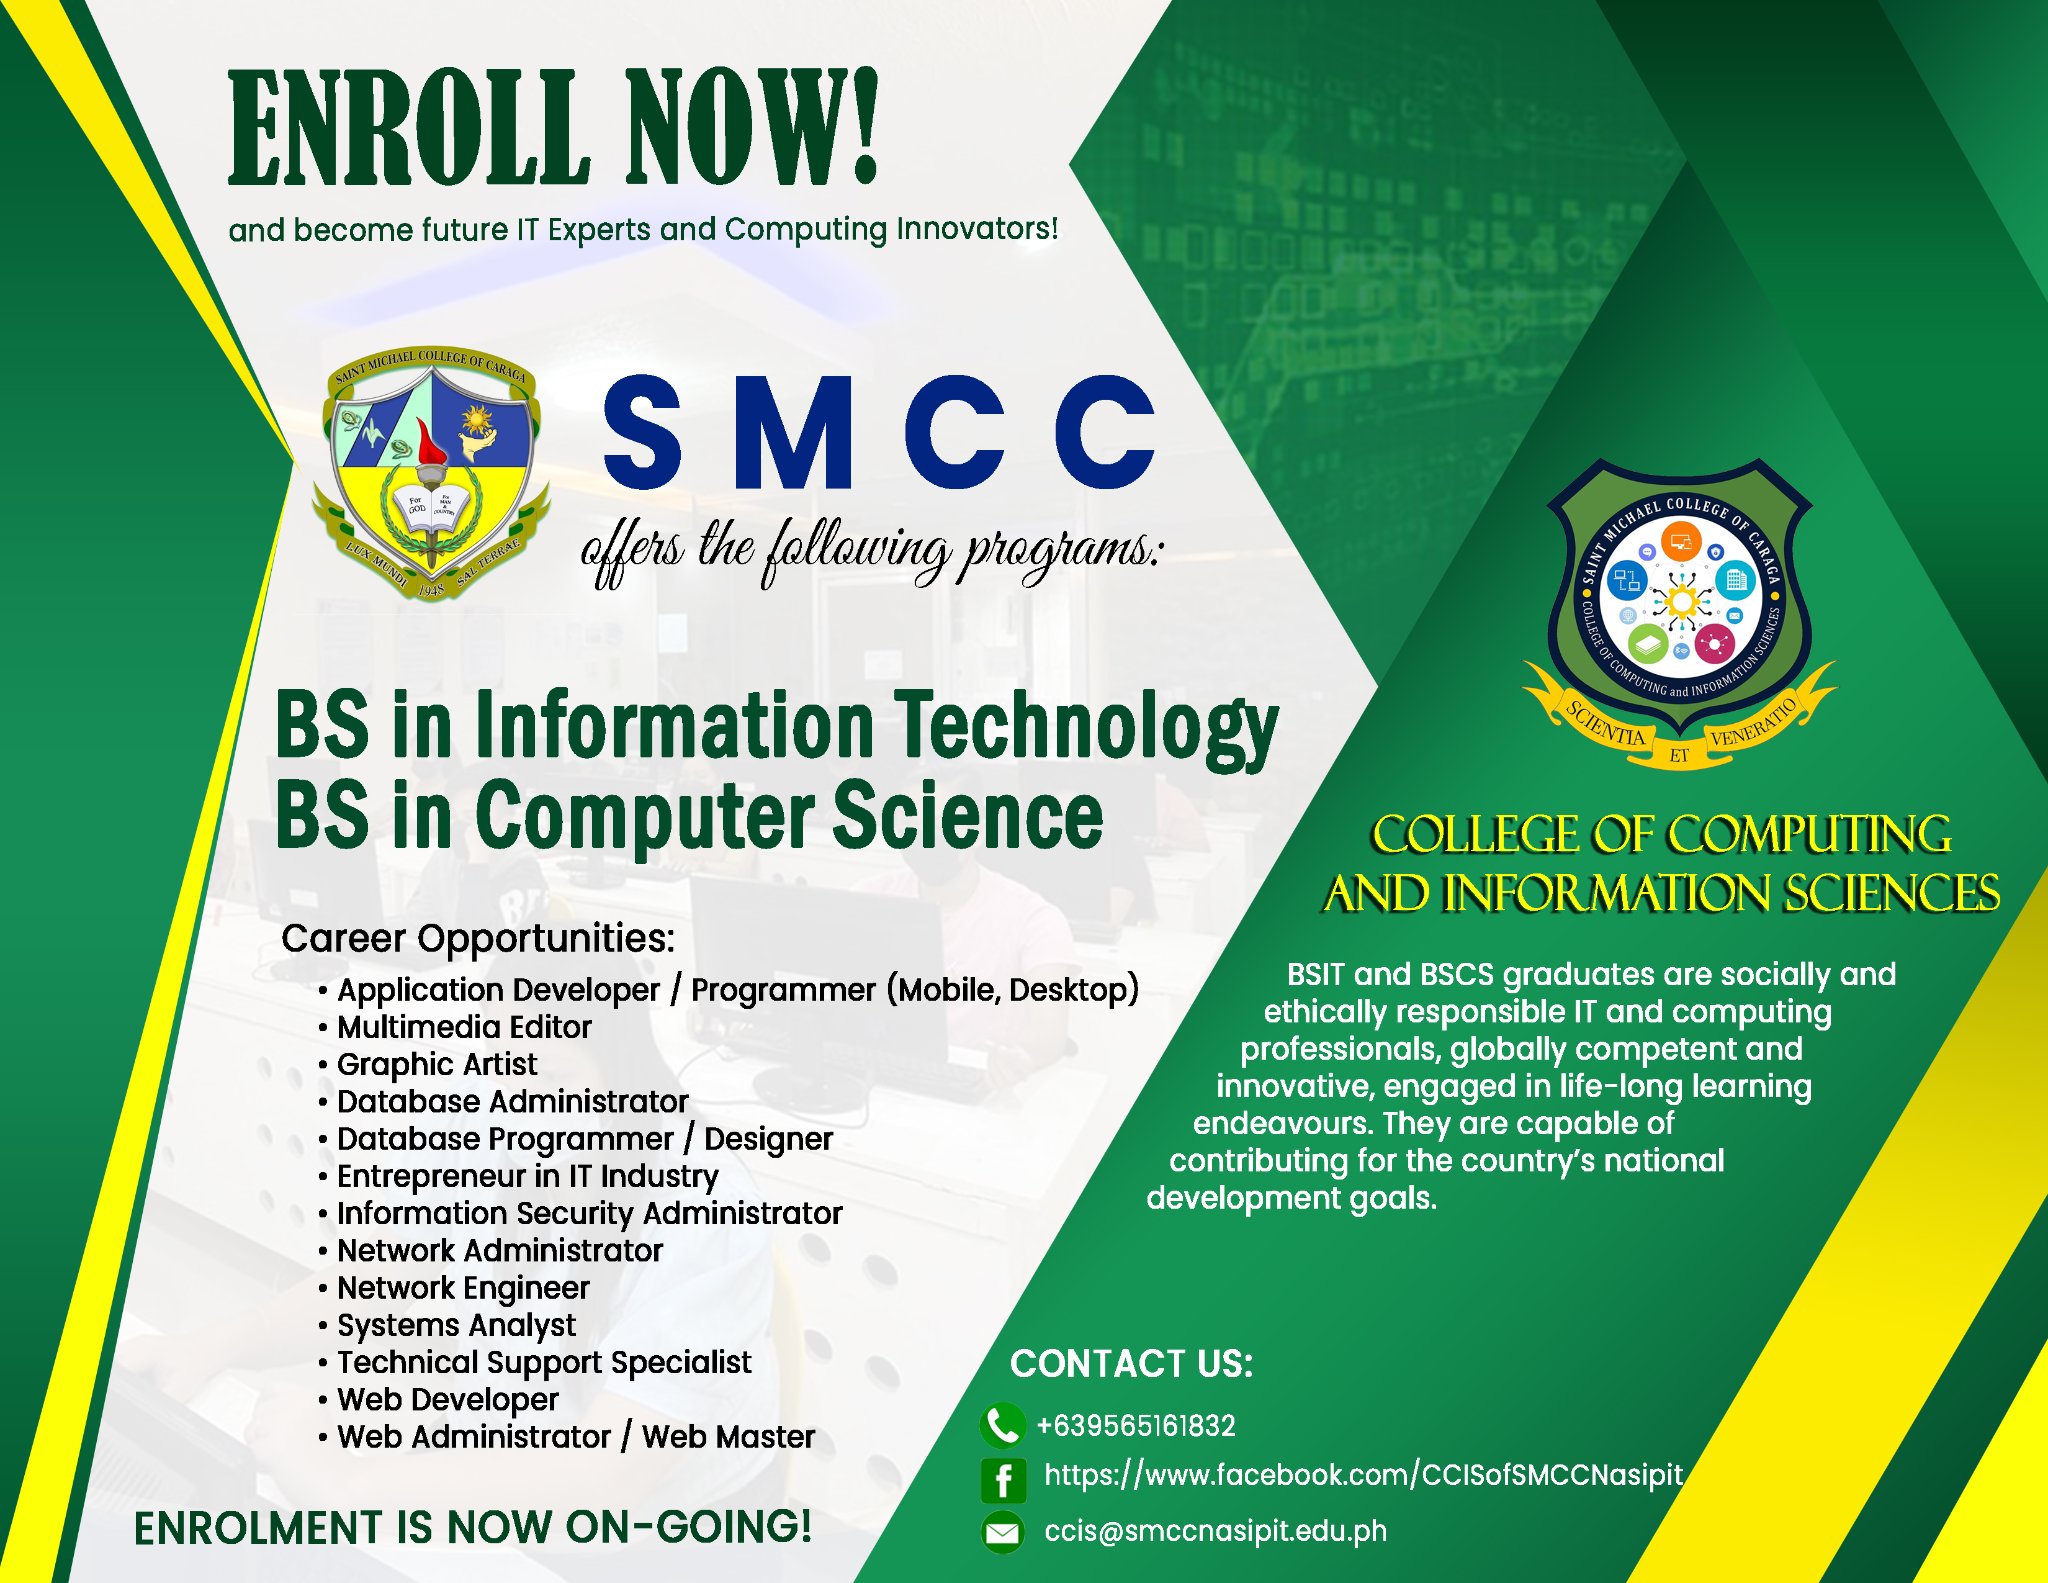 ENROLL NOW!
and become future IT Experts and Computing Innovators!
SAINT MICHAEL COLLEGE OF CARAGA
For GOD
For MAN & COUNTRY
LUX MUNDI 1948 SAL TERRAE
SMCC
offers the following programs:
BS in Information Technology
BS in Computer Science
Career Opportunities:
• Application Developer / Programmer (Mobile, Desktop)
• Multimedia Editor
• Graphic Artist
• Database Administrator
• Database Programmer / Designer
• Entrepreneur in IT Industry
• Information Security Administrator
• Network Administrator
• Network Engineer
• Systems Analyst
• Technical Support Specialist
• Web Developer
• Web Administrator / Web Master
ENROLMENT IS NOW ON-GOING!
SAINT MICHAEL COLLEGE OF CARAGA
COLLEGE OF COMPUTING and INFORMATION SCIENCES
SCIENTIA ET VENERATIO
COLLEGE OF COMPUTING
AND INFORMATION SCIENCES
BSIT and BSCS graduates are socially and
ethically responsible IT and computing
professionals, globally competent and
innovative, engaged in life-long learning
endeavours. They are capable of
contributing for the country's national
development goals.
CONTACT US:
+639565161832
https://www.facebook.com/CCISofSMCCNasipit
ccis@smccnasipit.edu.ph